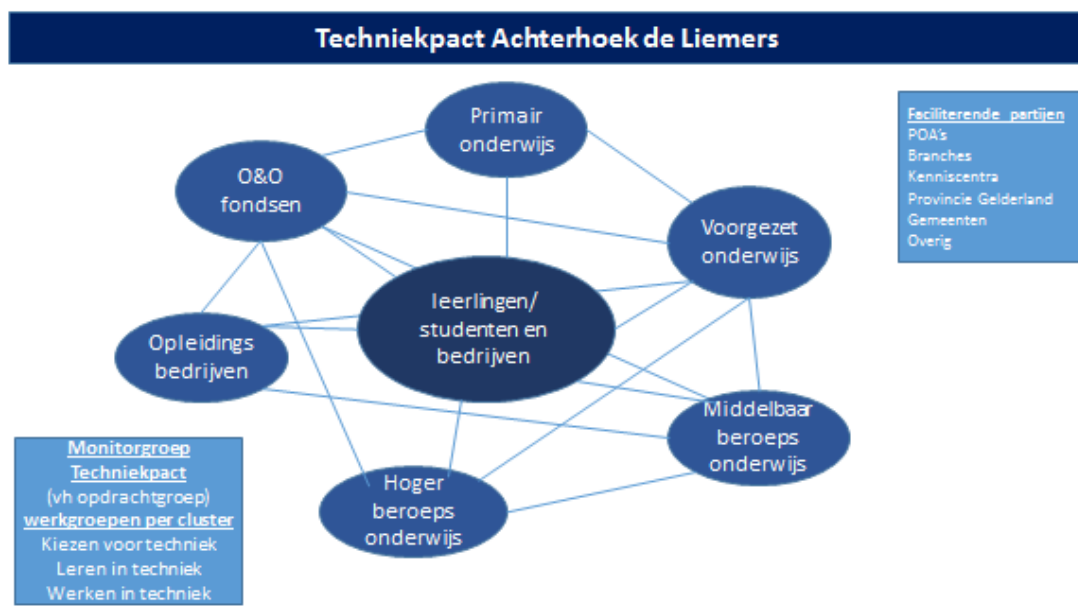 Techniekpact Achterhoek de Liemers
Primair
onderwijs
O&O
fondsen
Voorgezet
onderwijs
leerlingen/
studenten en
bedrijven
Opleidings
bedrijven
Middelbaar
beroeps
onderwijs
Hoger
beroeps
onderwijs
Faciliterende partijen
POA's
Branches
Kenniscentra
Provincie Gelderland
Gemeenten
Overig
Monitorgroep
Techniekpact
(vh opdrachtgroep)
werkgroepen per cluster
Kiezen voor techniek
Leren in techniek
Werken in techniek